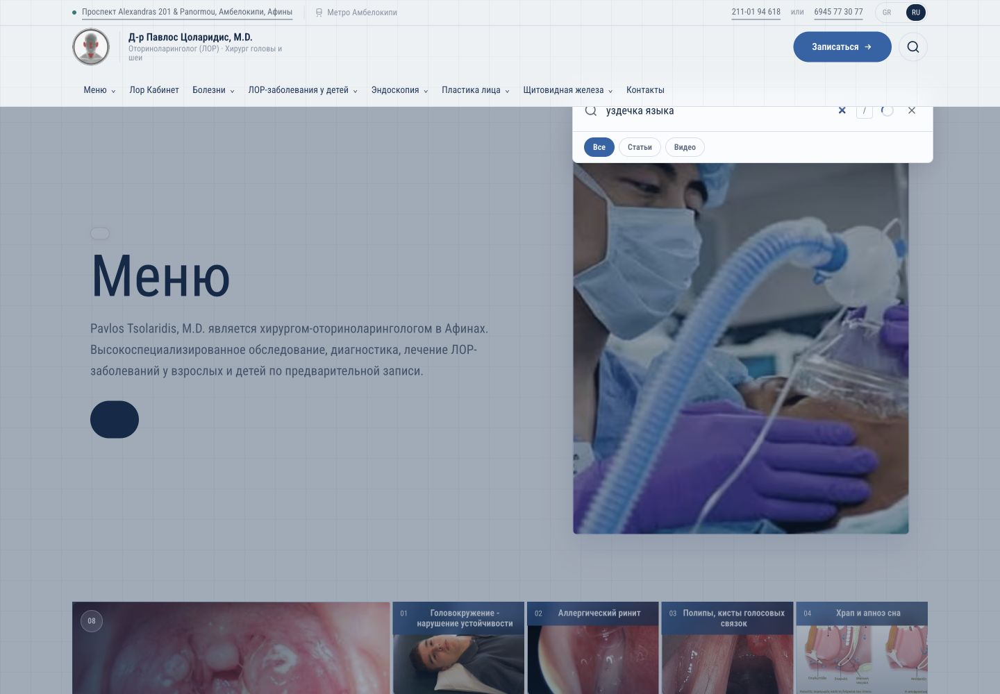 Проспект Alexandras 201 & Panormou, Амбелокипи, Афины
Метро Амбелокипи
211-01 94 618 или 6945 77 30 77
GR RU
Д-р Павлос Цоларидис, M.D.
Оториноларинголог (ЛОР) · Хирург головы и
шеи
Записаться →
Меню Лор Кабинет Болезни ЛОР-заболевания у детей Эндоскопия Пластика лица Щитовидная железа Контакты
уздечка языка
/
Все Статьи Видео
Меню
Pavlos Tsolaridis, M.D. является хирургом-оториноларингологом в Афинах.
Высокоспециализированное обследование, диагностика, лечение ЛОР-
заболеваний у взрослых и детей по предварительной записи.
08
01 Головокружение -
нарушение устойчивости
02 Аллергический ринит
03 Полипы, кисты голосовых
связок
04 Храп и апноэ сна